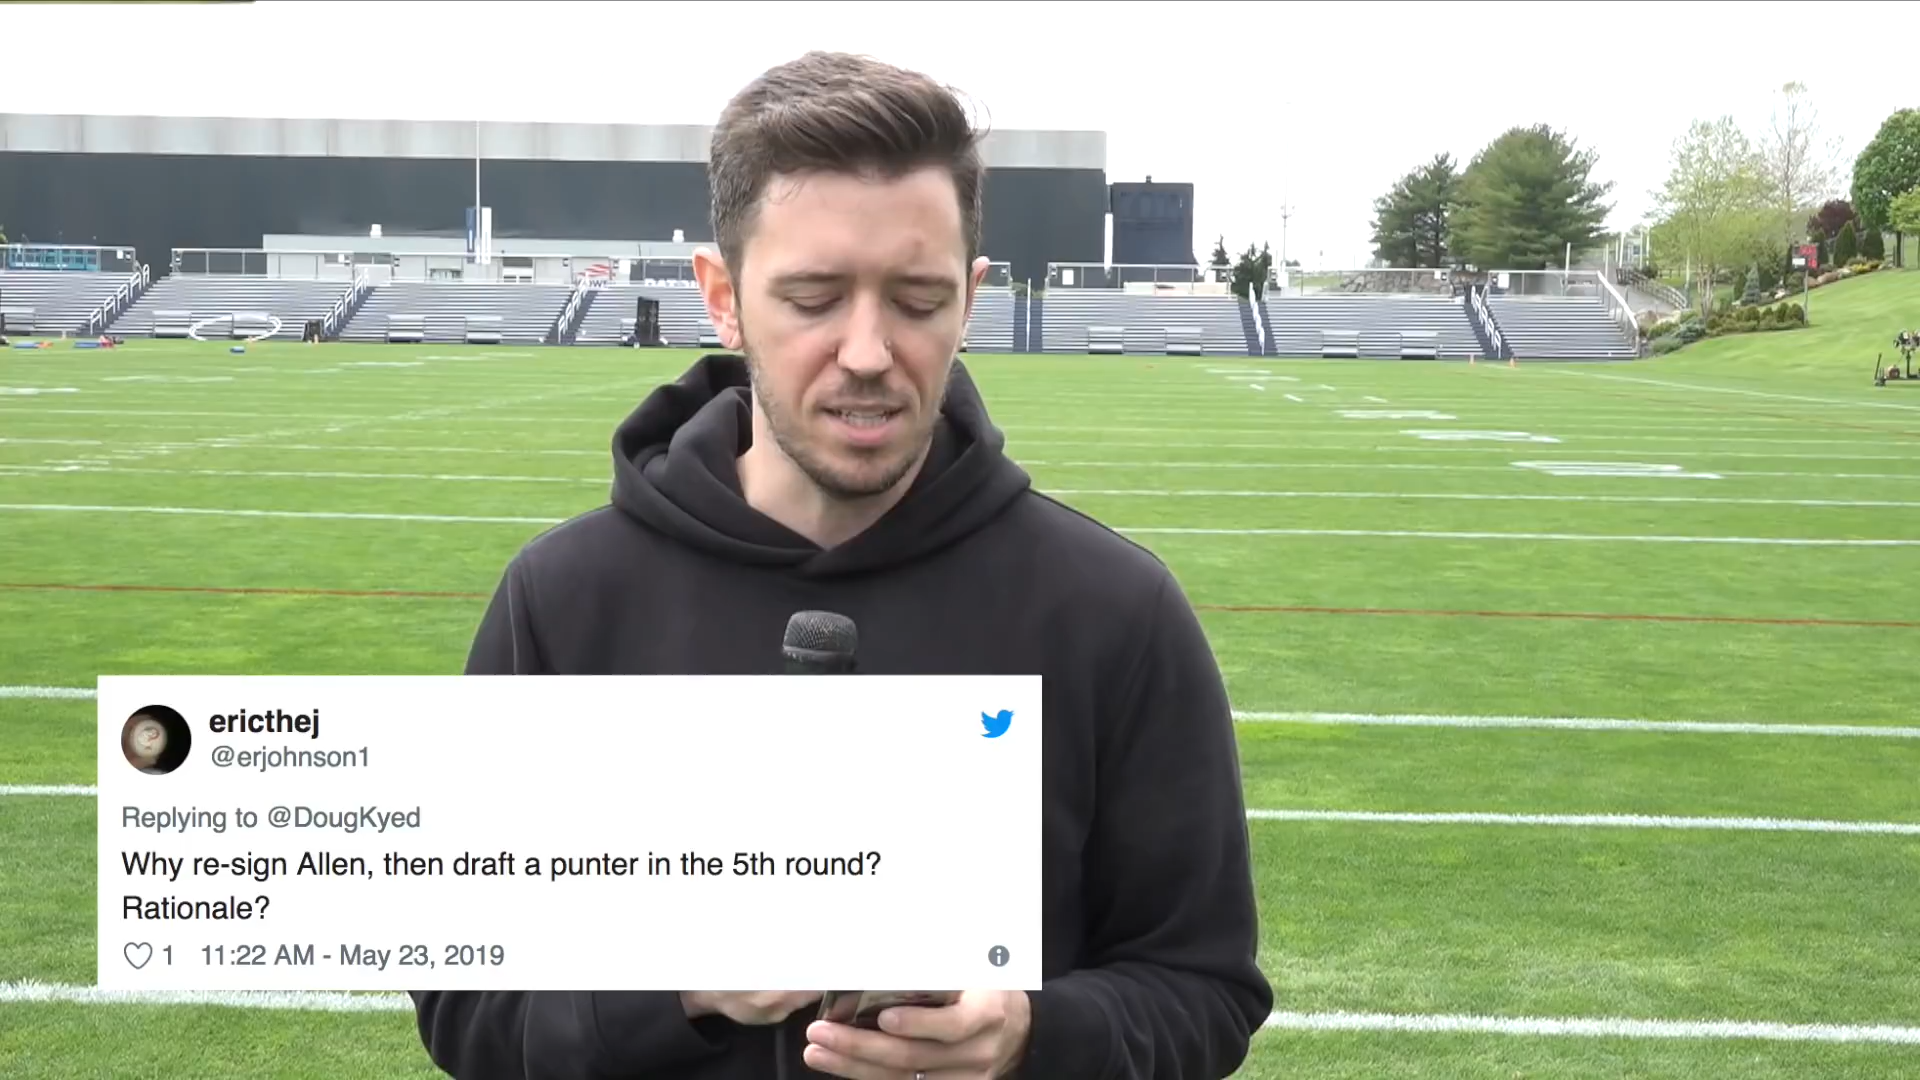 ericthej
@erjohnson1
Replying to @DougKyed
Why re-sign Allen, then draft a punter in the 5th round?
Rationale?
1 11:22 AM - May 23, 2019